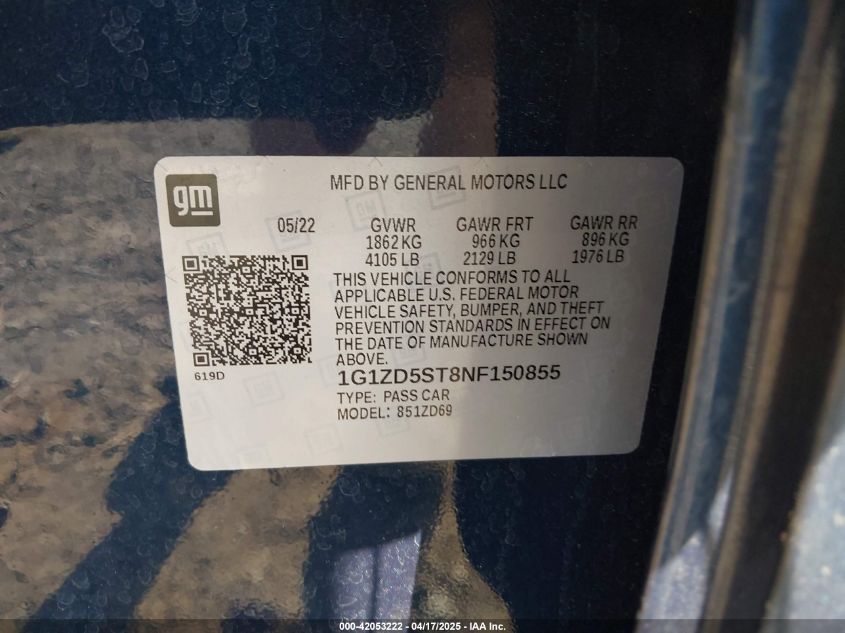 gm
MFD BY GENERAL MOTORS LLC
05/22 GVWR GAWR FRT GAWR RR
1862 KG 966 KG 896 KG
4105 LB 2129 LB 1976 LB
THIS VEHICLE CONFORMS TO ALL
APPLICABLE U.S. FEDERAL MOTOR
VEHICLE SAFETY, BUMPER, AND THEFT
PREVENTION STANDARDS IN EFFECT ON
THE DATE OF MANUFACTURE SHOWN
ABOVE.
619D
1G1ZD5ST8NF150855
TYPE: PASS CAR
MODEL: 851ZD69
000-42053222 - 04/17/2025 - IAA Inc.